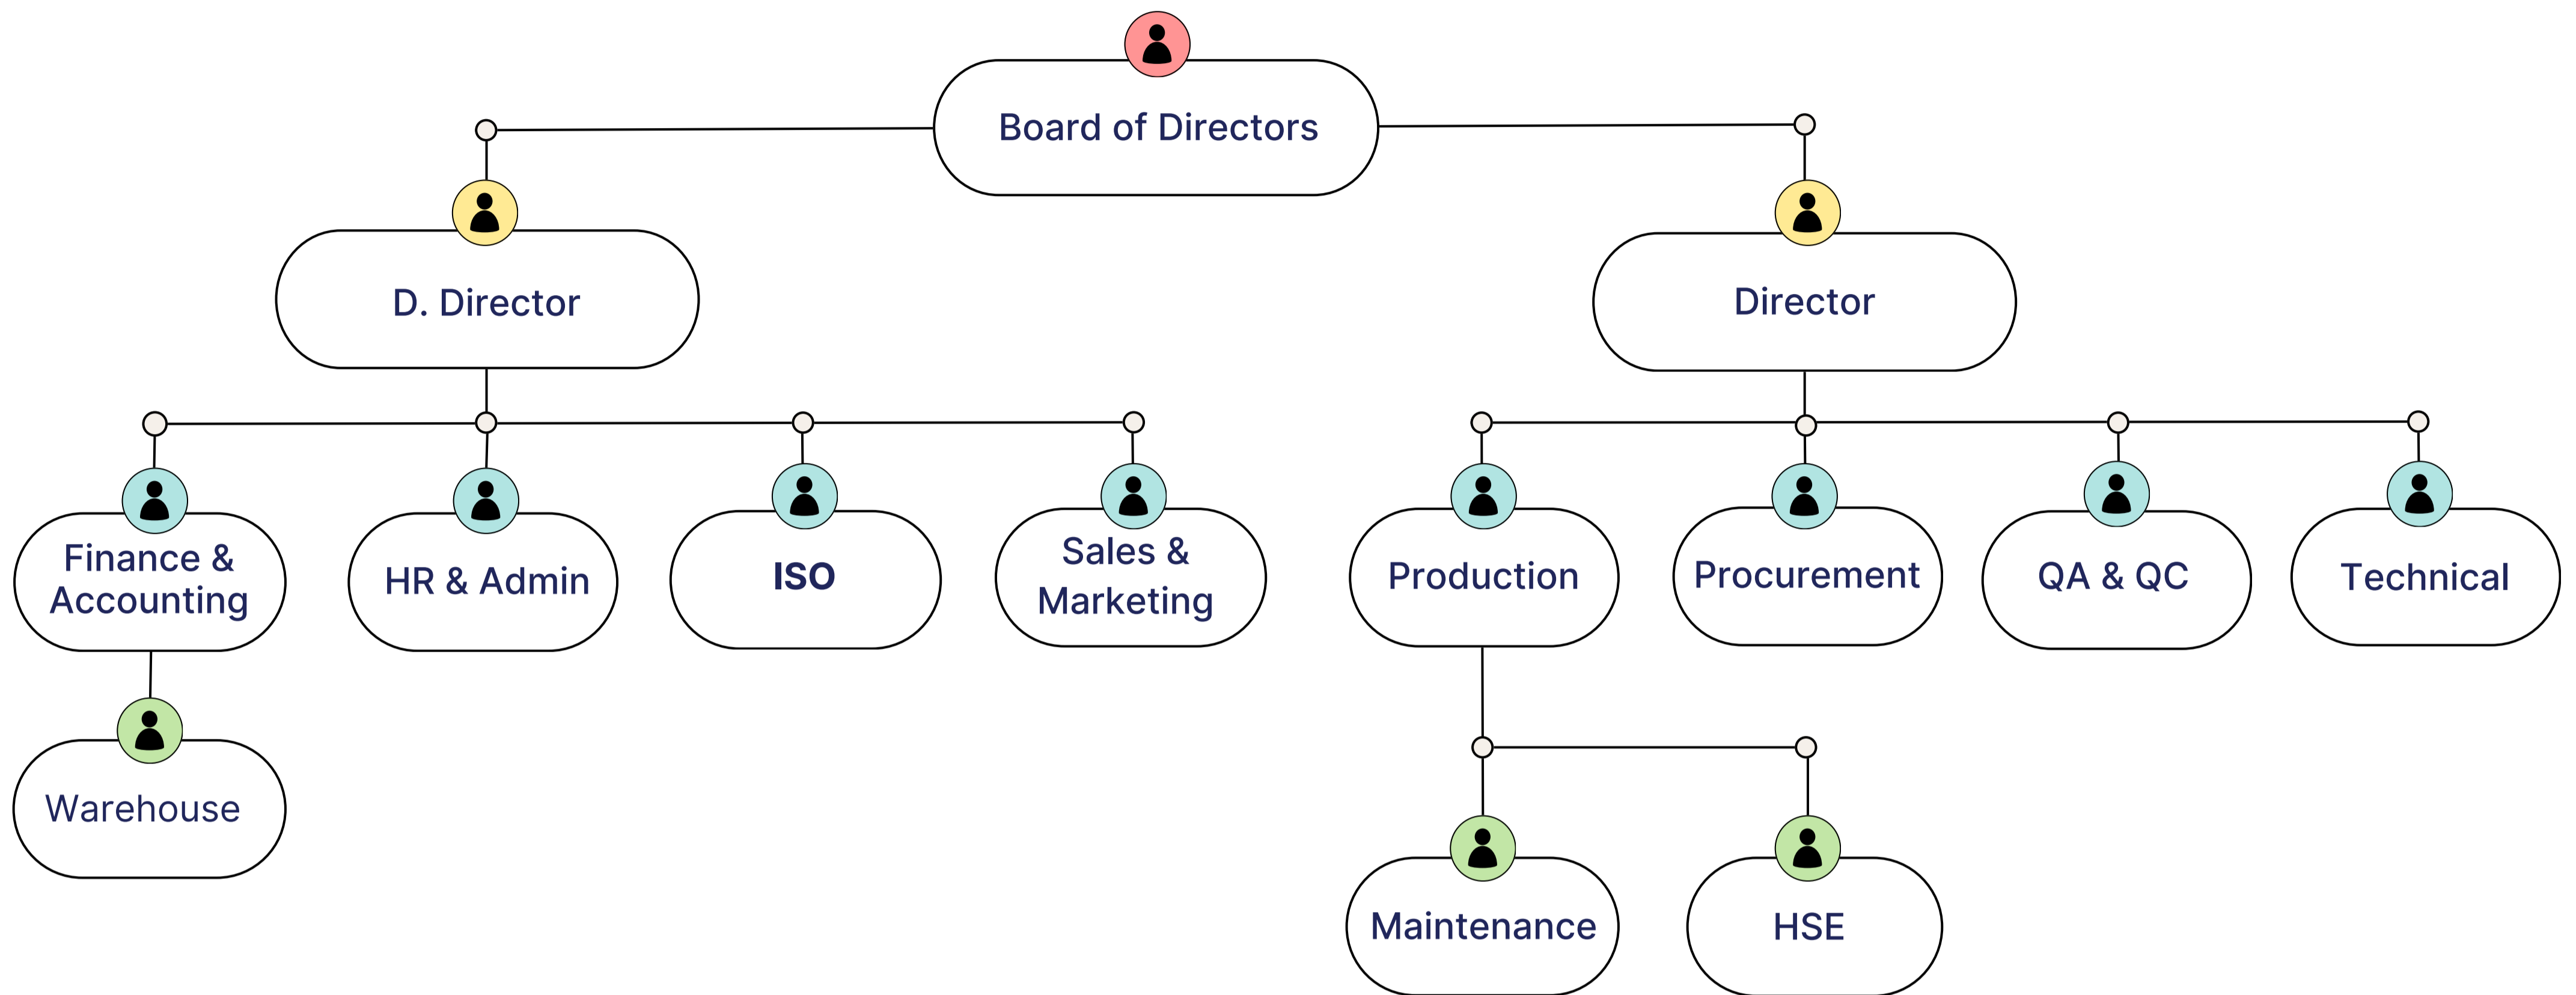 Board of Directors
D. Director
Director
Finance &
Accounting
HR & Admin
ISO
Sales &
Marketing
Production
Procurement
QA & QC
Technical
Warehouse
Maintenance
HSE